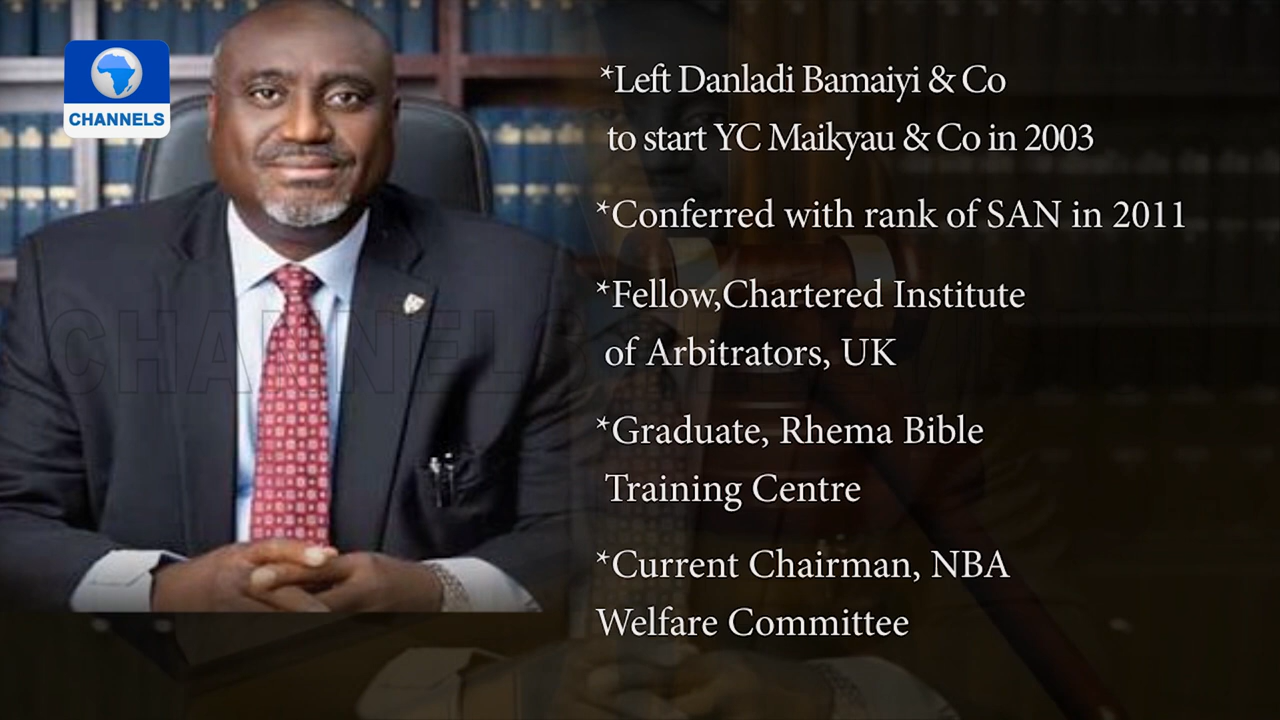 CHANNELS
*Left Danladi Bamaiyi & Co
to start YC Maikyau & Co in 2003
*Conferred with rank of SAN in 2011
*Fellow,Chartered Institute
of Arbitrators, UK
*Graduate, Rhema Bible
Training Centre
*Current Chairman, NBA
Welfare Committee
CHANNELS